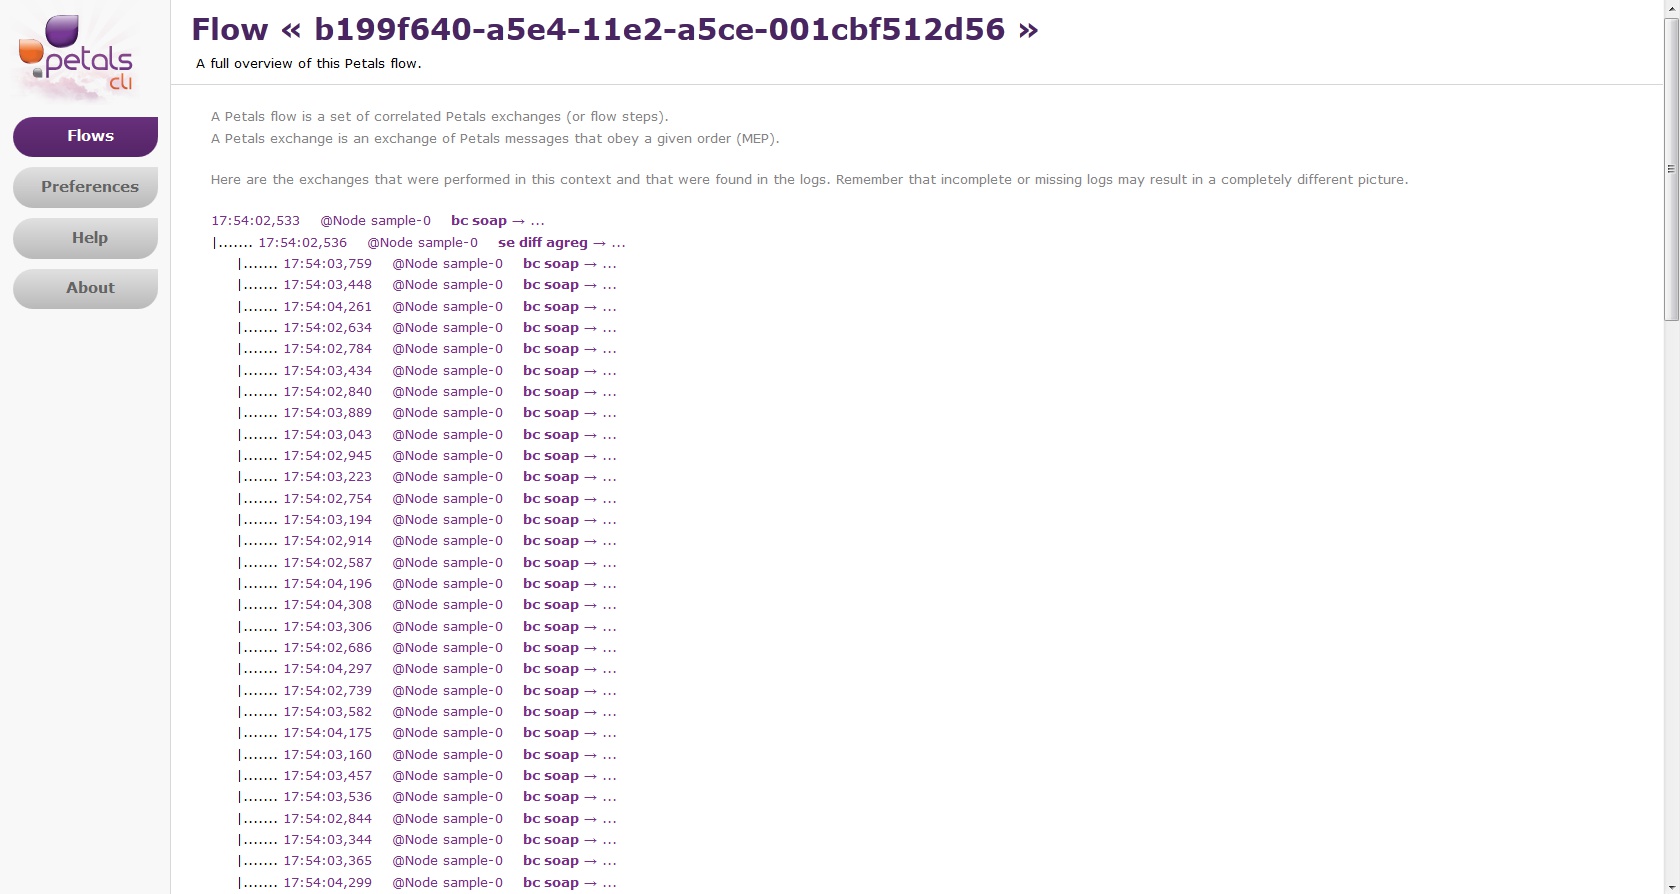 petals
cli
Flows
Preferences
Help
About
Flow « b199f640-a5e4-11e2-a5ce-001cbf512d56 »
A full overview of this Petals flow.
A Petals flow is a set of correlated Petals exchanges (or flow steps).
A Petals exchange is an exchange of Petals messages that obey a given order (MEP).
Here are the exchanges that were performed in this context and that were found in the logs. Remember that incomplete or missing logs may result in a completely different picture.
17:54:02,533 @Node sample-0 bc soap → ...
|....... 17:54:02,536 @Node sample-0 se diff agreg → ...
|....... 17:54:03,759 @Node sample-0 bc soap → ...
|....... 17:54:03,448 @Node sample-0 bc soap → ...
|....... 17:54:04,261 @Node sample-0 bc soap → ...
|....... 17:54:02,634 @Node sample-0 bc soap → ...
|....... 17:54:02,784 @Node sample-0 bc soap → ...
|....... 17:54:03,434 @Node sample-0 bc soap → ...
|....... 17:54:02,840 @Node sample-0 bc soap → ...
|....... 17:54:03,889 @Node sample-0 bc soap → ...
|....... 17:54:03,043 @Node sample-0 bc soap → ...
|....... 17:54:02,945 @Node sample-0 bc soap → ...
|....... 17:54:03,223 @Node sample-0 bc soap → ...
|....... 17:54:02,754 @Node sample-0 bc soap → ...
|....... 17:54:03,194 @Node sample-0 bc soap → ...
|....... 17:54:02,914 @Node sample-0 bc soap → ...
|....... 17:54:02,587 @Node sample-0 bc soap → ...
|....... 17:54:04,196 @Node sample-0 bc soap → ...
|....... 17:54:04,308 @Node sample-0 bc soap → ...
|....... 17:54:03,306 @Node sample-0 bc soap → ...
|....... 17:54:02,686 @Node sample-0 bc soap → ...
|....... 17:54:04,297 @Node sample-0 bc soap → ...
|....... 17:54:02,739 @Node sample-0 bc soap → ...
|....... 17:54:03,582 @Node sample-0 bc soap → ...
|....... 17:54:04,175 @Node sample-0 bc soap → ...
|....... 17:54:03,160 @Node sample-0 bc soap → ...
|....... 17:54:03,457 @Node sample-0 bc soap → ...
|....... 17:54:03,536 @Node sample-0 bc soap → ...
|....... 17:54:02,844 @Node sample-0 bc soap → ...
|....... 17:54:03,344 @Node sample-0 bc soap → ...
|....... 17:54:03,365 @Node sample-0 bc soap → ...
|....... 17:54:04,299 @Node sample-0 bc soap → ...